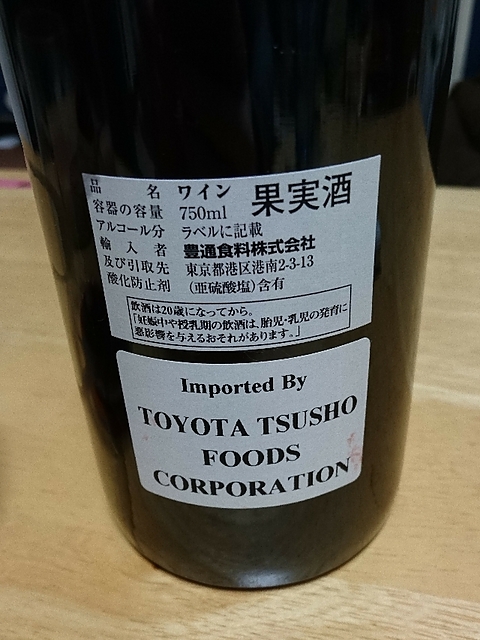 品名 ワイン 果実酒
容器の容量 750ml
アルコール分 ラベルに記載
輸入者 豊通食料株式会社
及び引取先 東京都港区港南2-3-13
酸化防止剤 (亜硫酸塩)含有
飲酒は20歳になってから。
「妊娠中や授乳期の飲酒は、胎児・乳児の発育に
悪影響を与えるおそれがあります。」
Imported By
TOYOTA TSUSHO
FOODS
CORPORATION